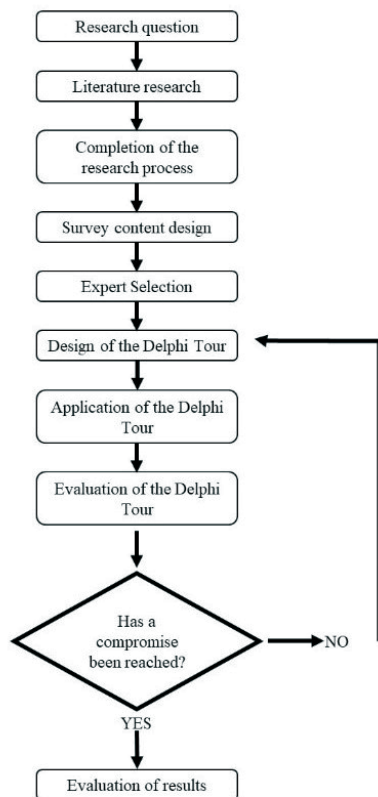 Research question
Literature research
Completion of the
research process
Survey content design
Expert Selection
Design of the Delphi Tour
Application of the Delphi
Tour
Evaluation of the Delphi
Tour
Has a
compromise
been reached?
NO
YES
Evaluation of results